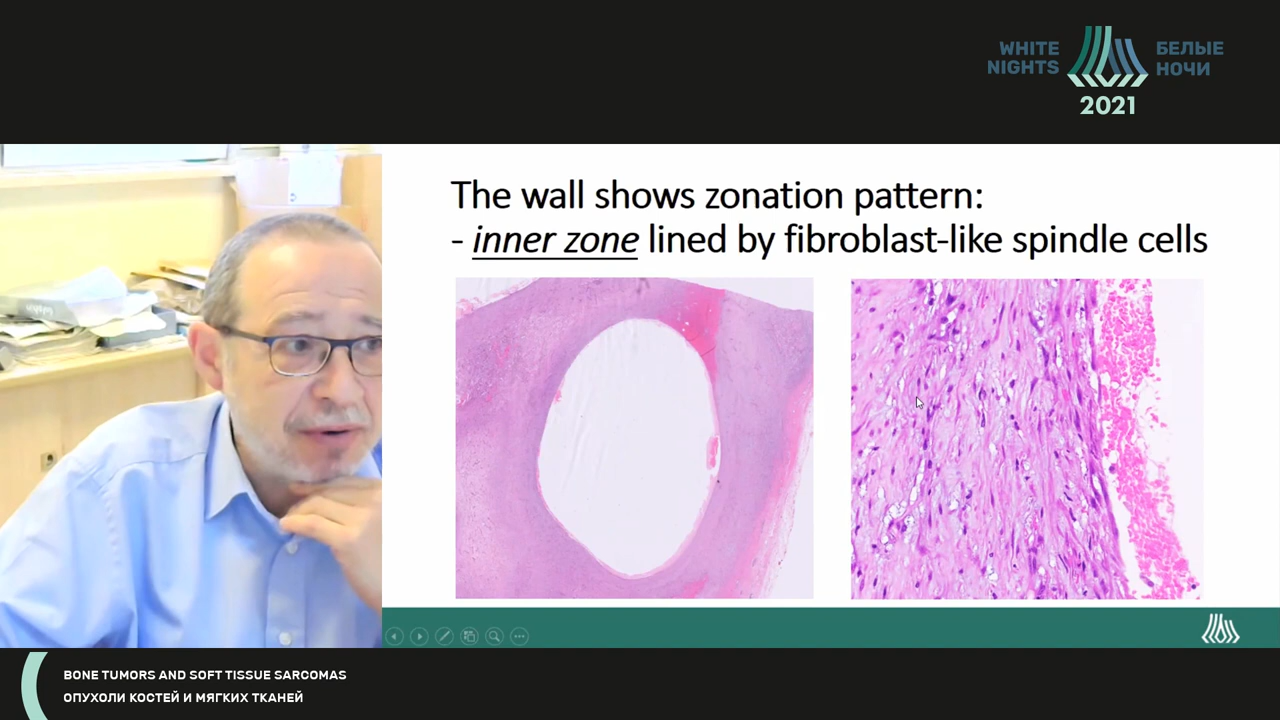 WHITE
NIGHTS
БЕЛЫЕ
НОЧИ
2021
The wall shows zonation pattern:
- inner zone lined by fibroblast-like spindle cells
BONE TUMORS AND SOFT TISSUE SARCOMAS
ОПУХОЛИ КОСТЕЙ И МЯГКИХ ТКАНЕЙ